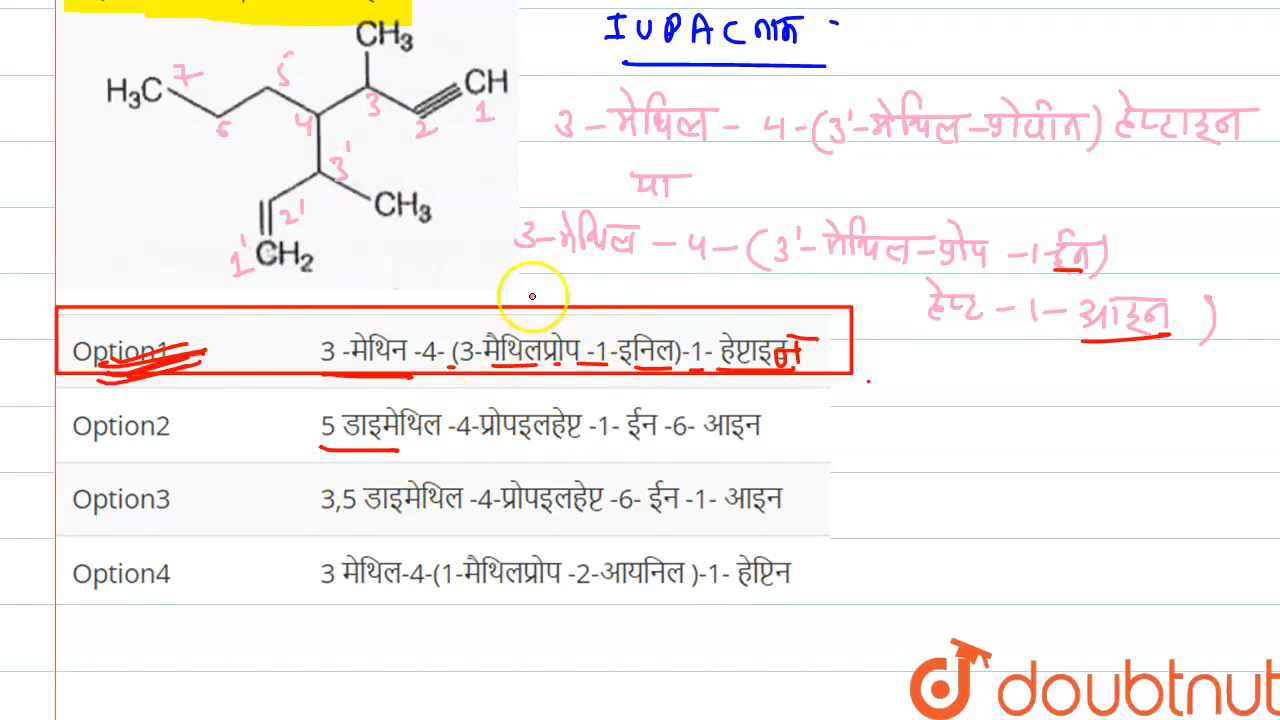 CH₃
IUPAC नाम :-
H₃C 7 5 3 CH
6 4 2 1
3'
2' CH₃
1' CH₂
3-मेथिल-4-(3'-मेथिल-प्रोपीन) हेप्टाइन
या
3-मेथिल-4-(3'-मेथिल-प्रोप-1-ईन)
हेप्ट-1-आइन)
Option1 3 -मेथिन -4- (3-मैथिलप्रोप -1-इनिल)-1- हेप्टाइन
Option2 5 डाइमेथिल -4-प्रोपइलहेप्ट -1- ईन -6- आइन
Option3 3,5 डाइमेथिल -4-प्रोपइलहेप्ट -6- ईन -1- आइन
Option4 3 मेथिल-4-(1-मैथिलप्रोप -2-आयनिल )-1- हेप्टिन
doubtnut